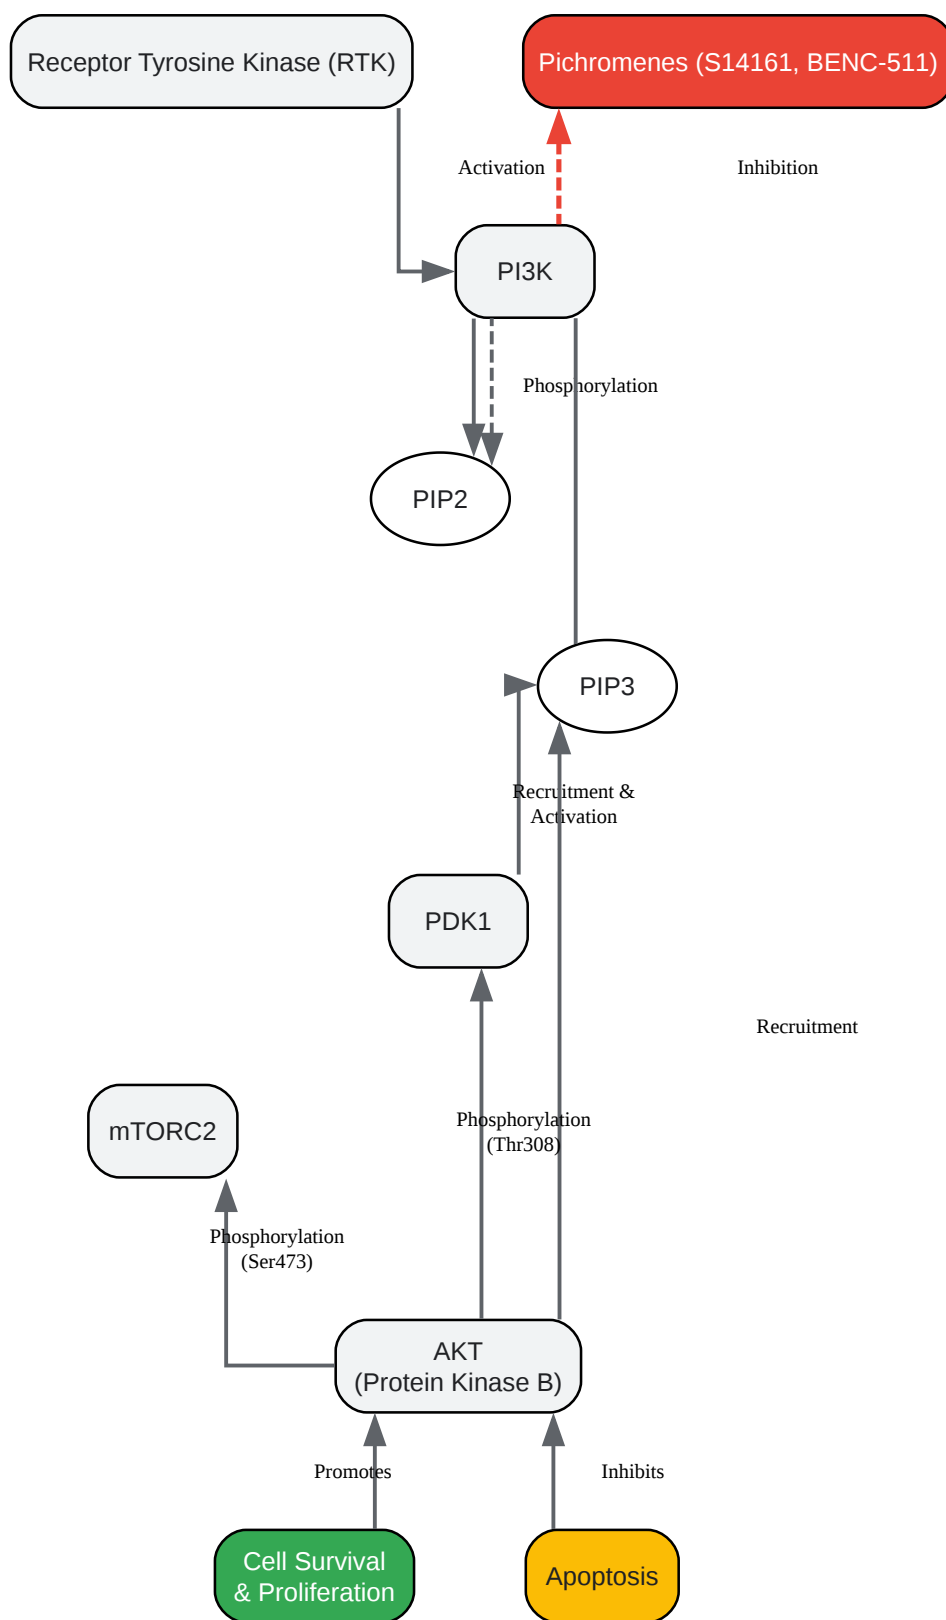 Receptor Tyrosine Kinase (RTK)
Pichromenes (S14161, BENC-511)
Activation
Inhibition
PI3K
Phosphorylation
PIP2
PIP3
Recruitment &
Activation
PDK1
Recruitment
Phosphorylation
(Thr308)
mTORC2
Phosphorylation
(Ser473)
AKT
(Protein Kinase B)
Promotes
Inhibits
Cell Survival
& Proliferation
Apoptosis